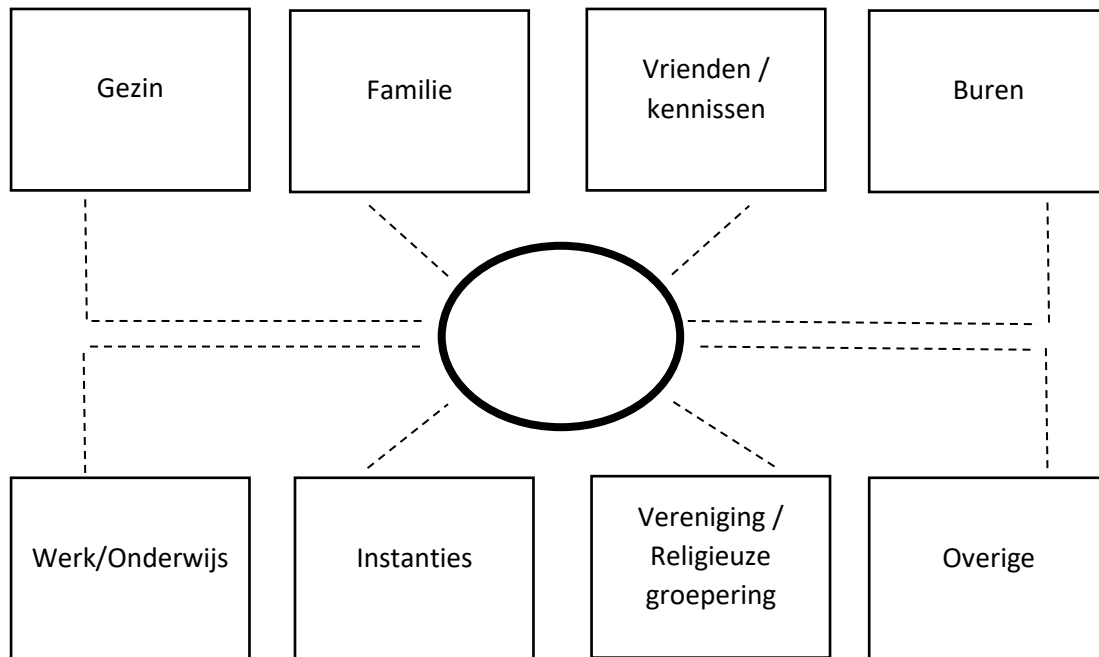 Gezin
Familie
Vrienden /
kennissen
Buren
Werk/Onderwijs
Instanties
Vereniging /
Religieuze
groepering
Overige